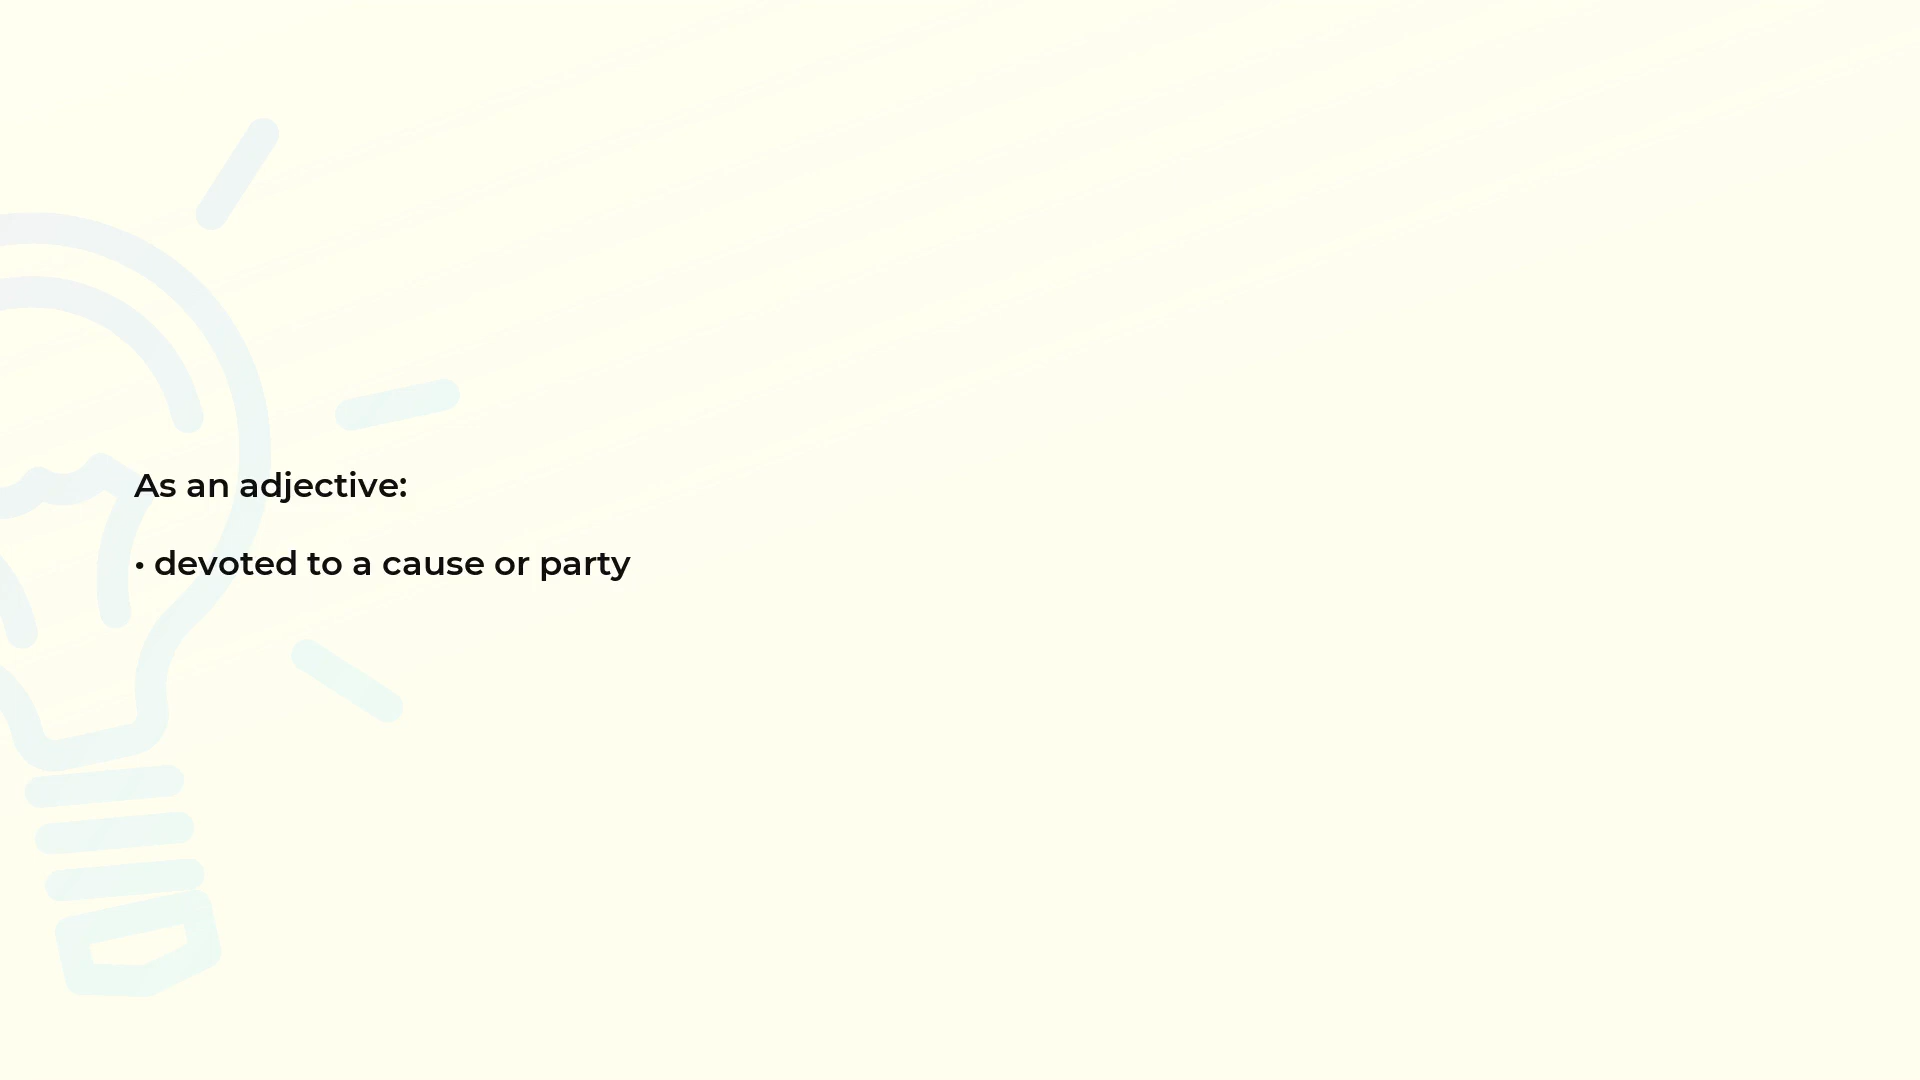 As an adjective:
• devoted to a cause or party